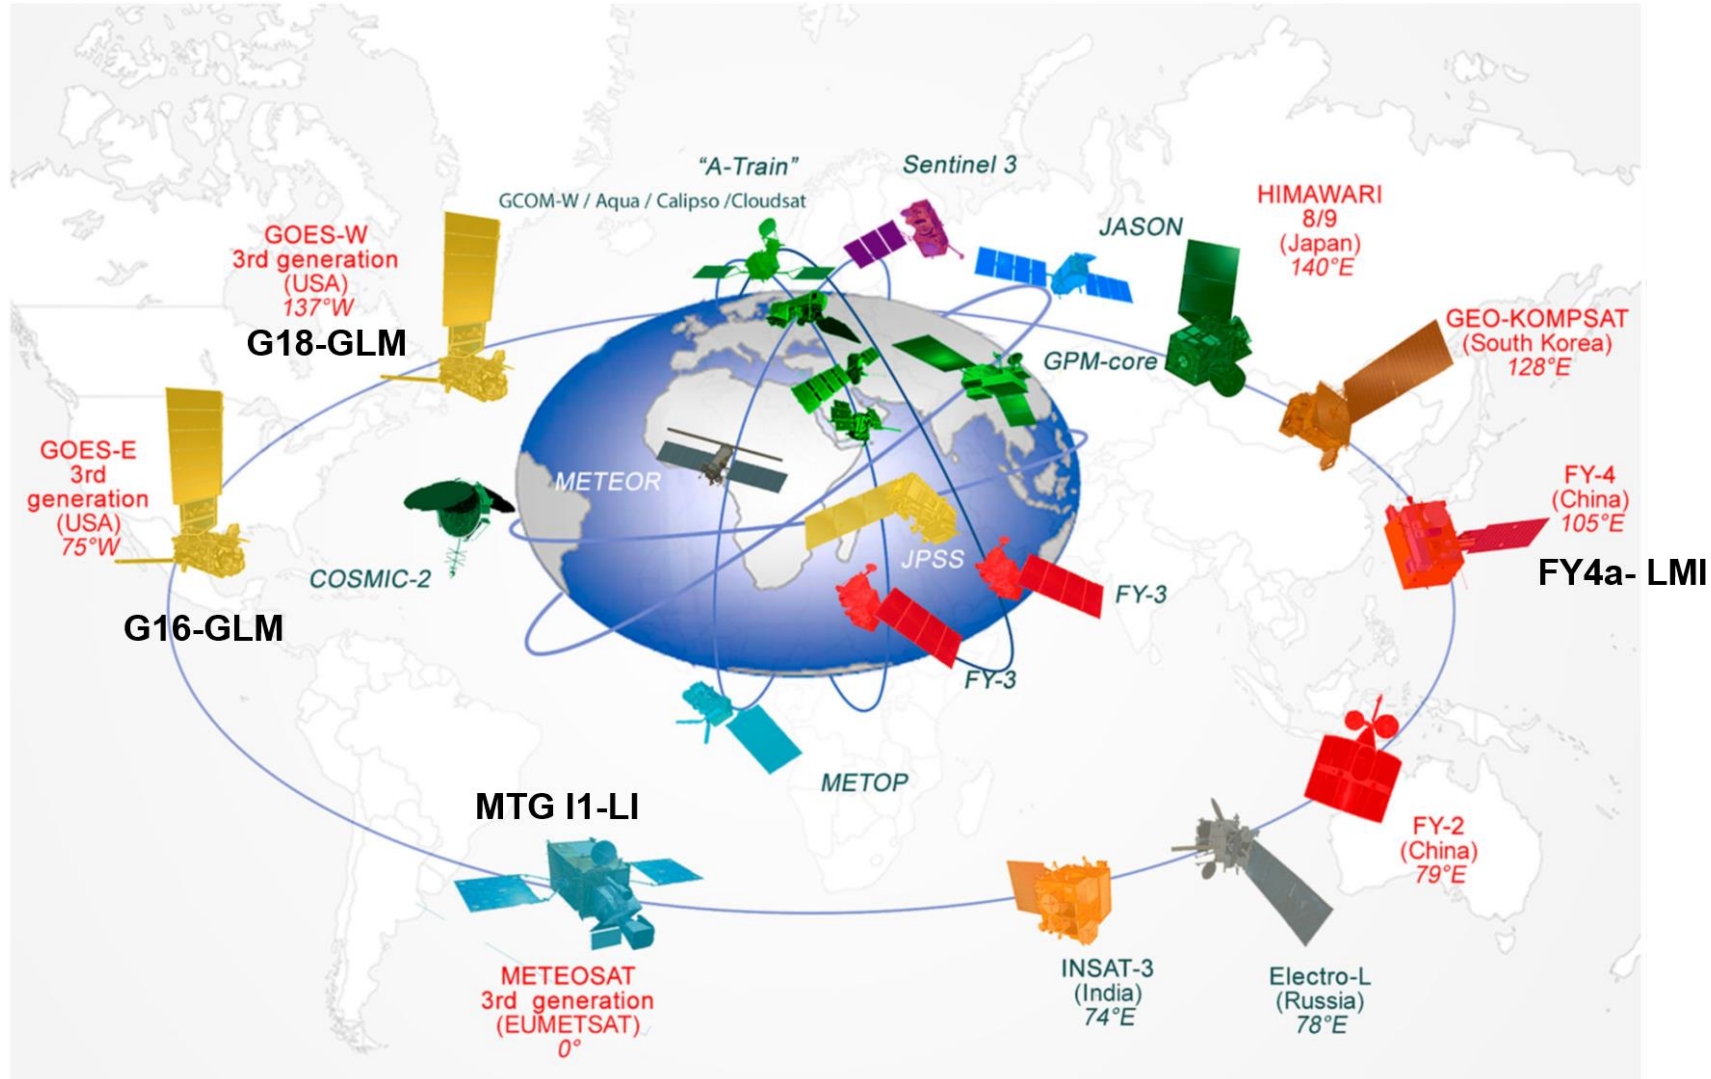 "A-Train"
GCOM-W / Aqua / Calipso /Cloudsat
Sentinel 3
JASON
HIMAWARI
8/9
(Japan)
140°E
GOES-W
3rd generation
(USA)
137°W
G18-GLM
GEO-KOMPSAT
(South Korea)
128°E
GPM-core
GOES-E
3rd
generation
(USA)
75°W
G16-GLM
METEOR
COSMIC-2
JPSS
FY-3
FY-3
FY-4
(China)
105°E
FY4a- LMI
METOP
MTG I1-LI
METEOSAT
3rd generation
(EUMETSAT)
0°
INSAT-3
(India)
74°E
Electro-L
(Russia)
78°E
FY-2
(China)
79°E